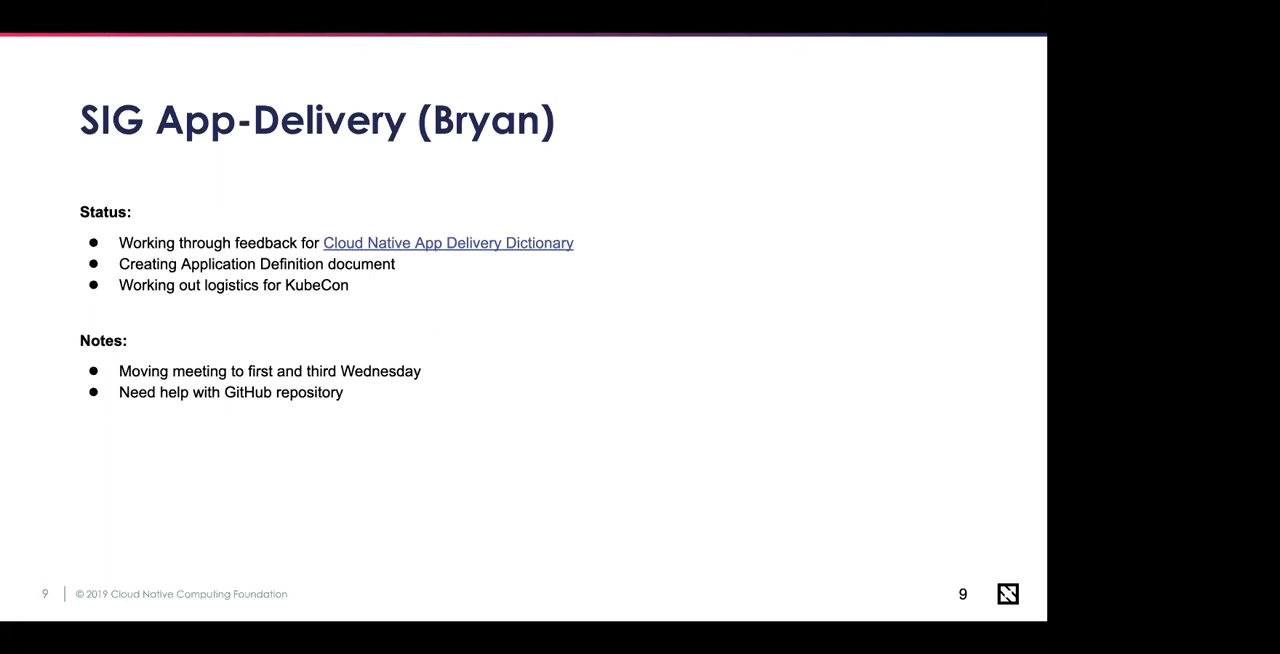 SIG App-Delivery (Bryan)
Status:
● Working through feedback for Cloud Native App Delivery Dictionary
● Creating Application Definition document
● Working out logistics for KubeCon
Notes:
● Moving meeting to first and third Wednesday
● Need help with GitHub repository
9 | © 2019 Cloud Native Computing Foundation
9